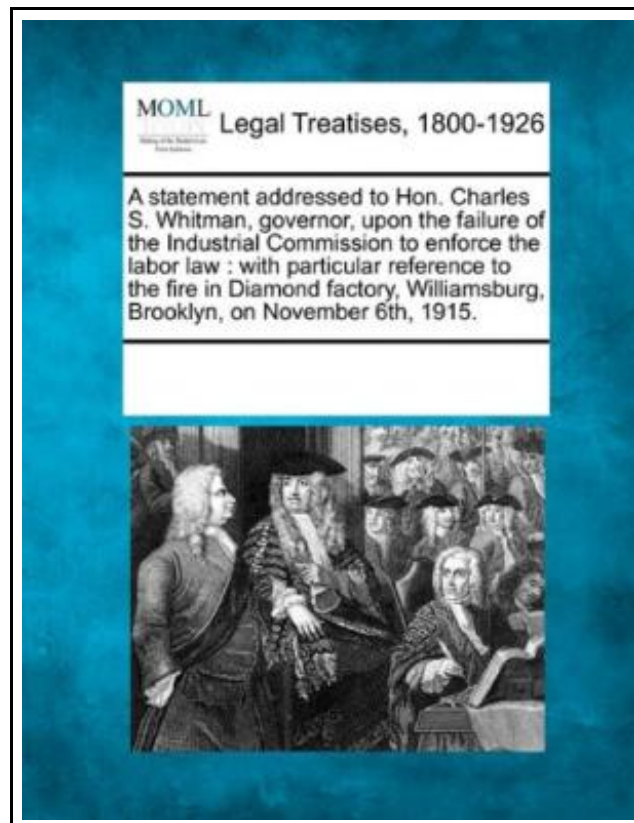 MOML
Legal Treatises, 1800-1926
A statement addressed to Hon. Charles
S. Whitman, governor, upon the failure of
the Industrial Commission to enforce the
labor law : with particular reference to
the fire in Diamond factory, Williamsburg,
Brooklyn, on November 6th, 1915.